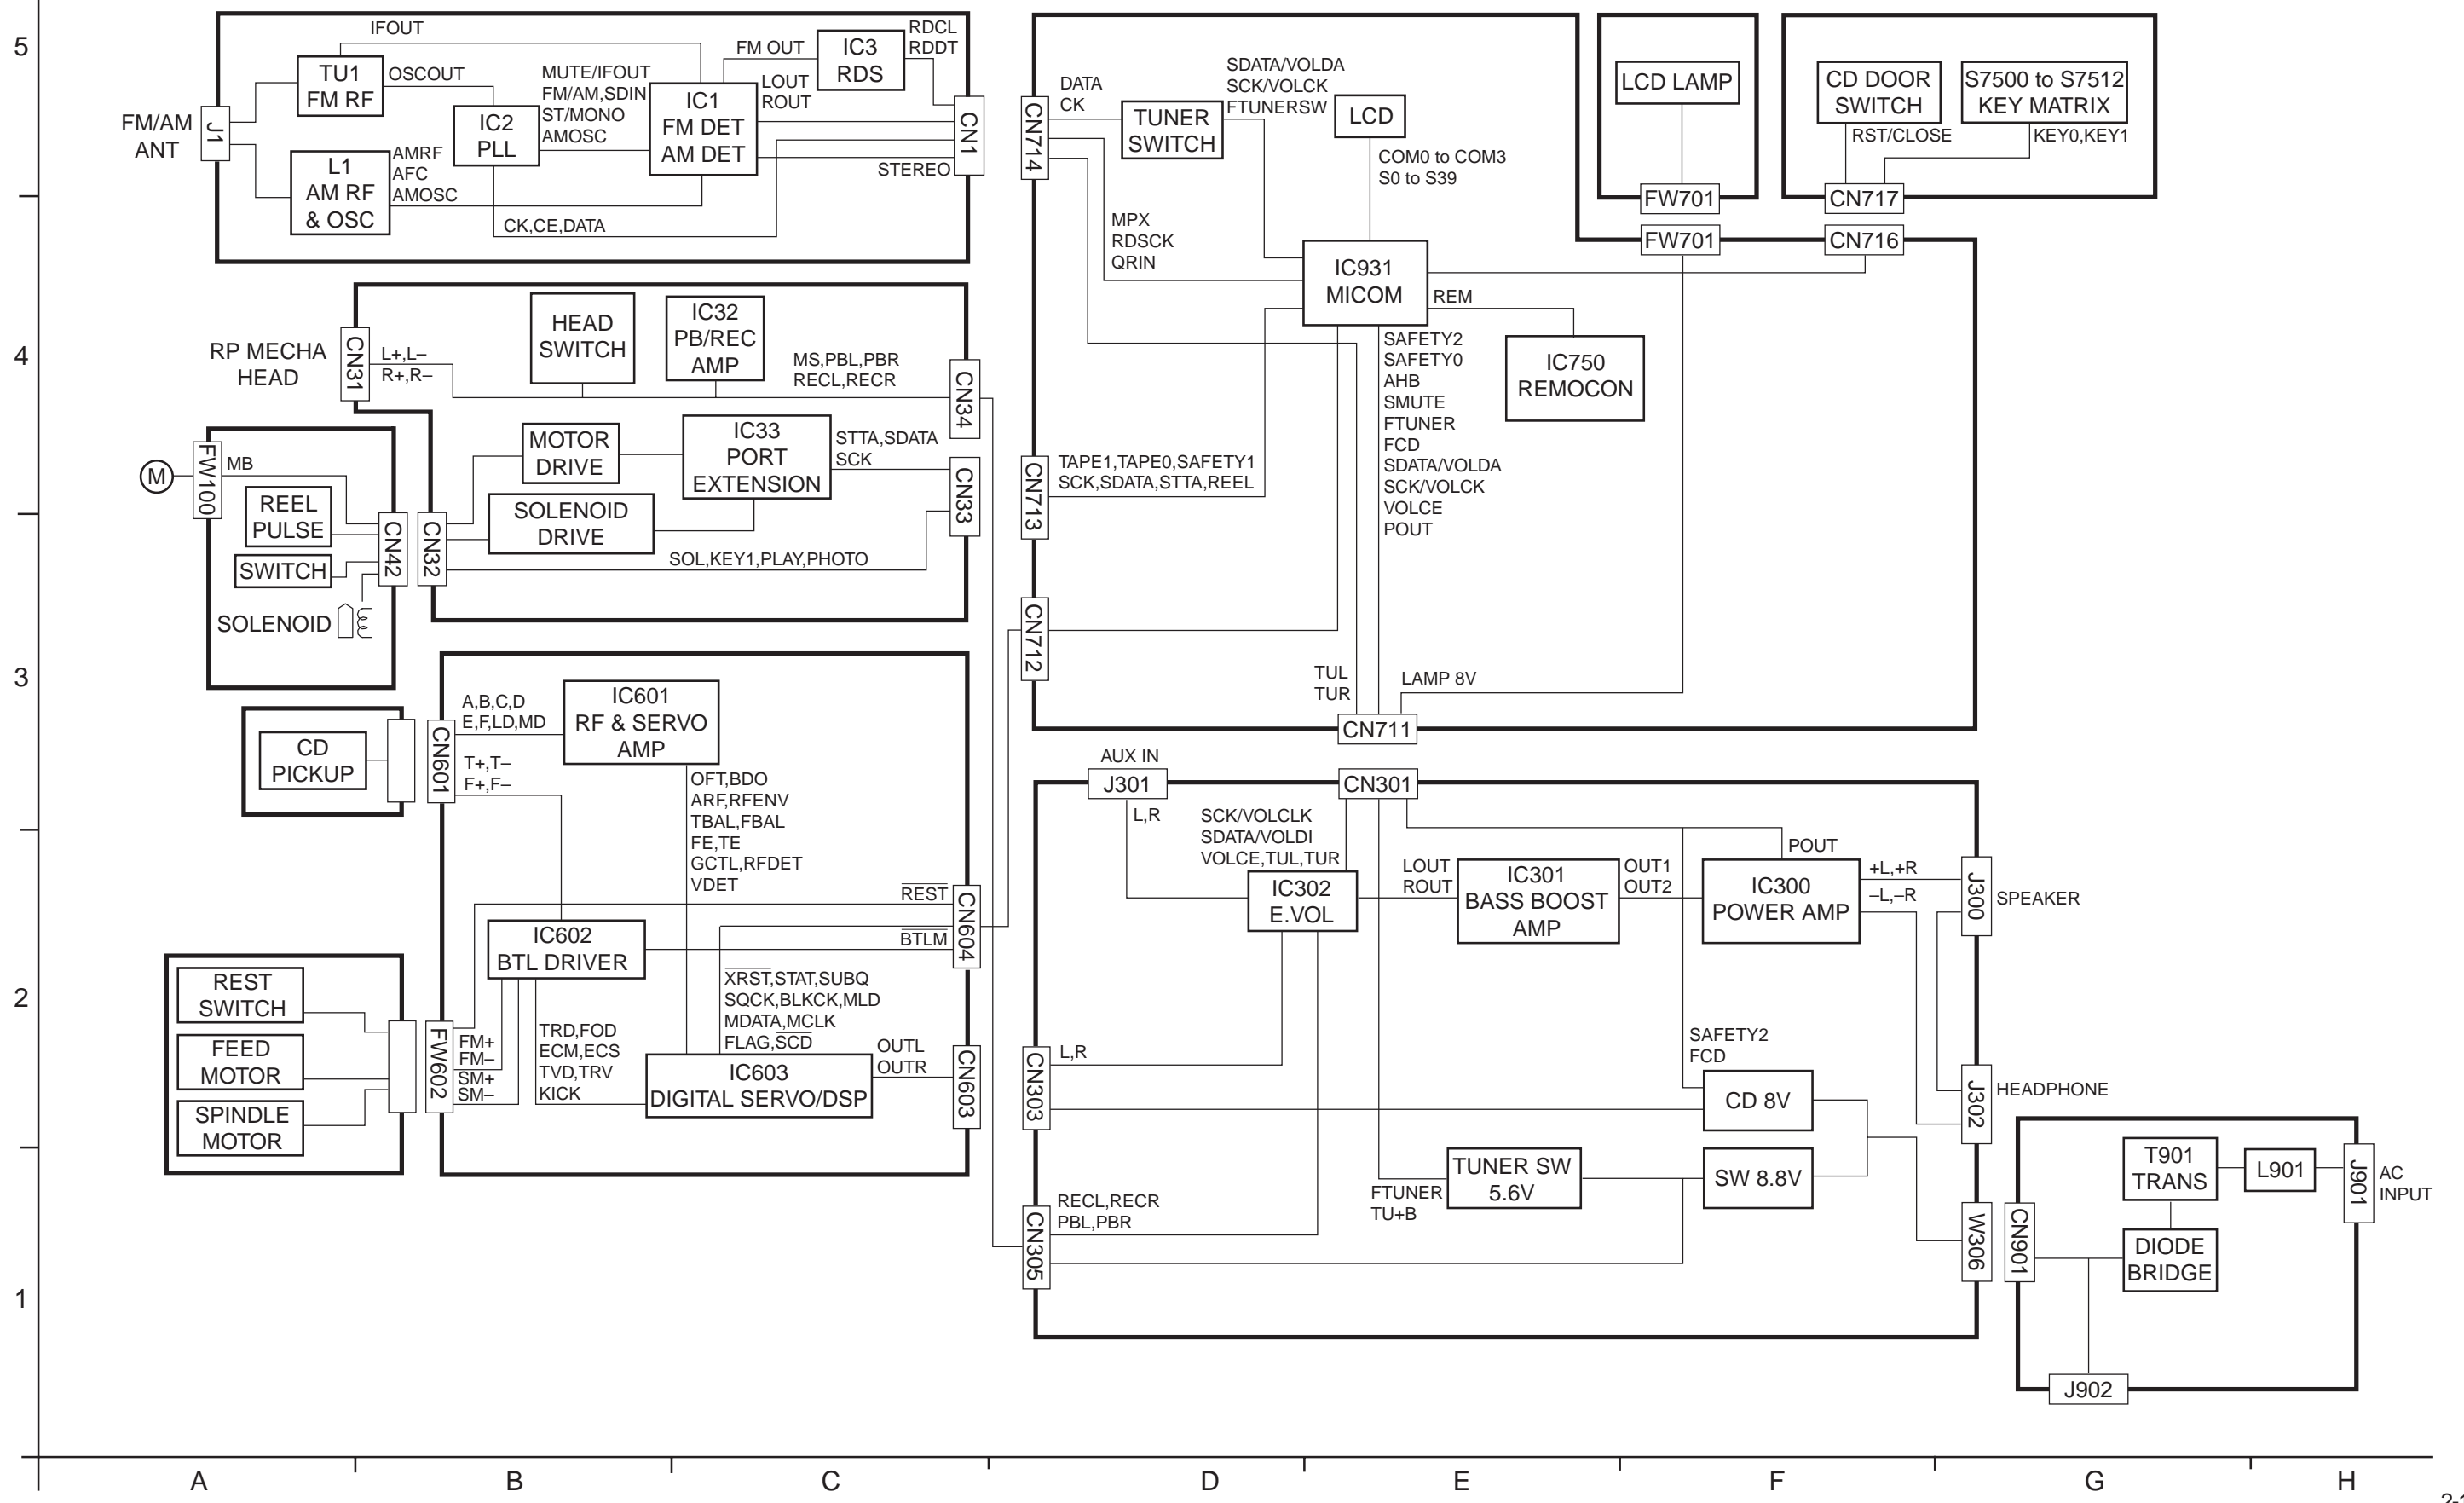 5
IFOUT
TU1
FM RF
OSCOUT
FM/AM
ANT
J1
L1
AM RF
& OSC
AMRF
AFC
AMOSC
IC2
PLL
MUTE/IFOUT
FM/AM,SDIN
ST/MONO
AMOSC
CK,CE,DATA
IC1
FM DET
AM DET
FM OUT
LOUT
ROUT
IC3
RDS
RDCL
RDDT
STEREO
CN1
CN714
DATA
CK
TUNER
SWITCH
SDATA/VOLDA
SCK/VOLCK
FTUNERSW
LCD
COM0 to COM3
S0 to S39
MPX
RDSCK
QRIN
LCD LAMP
FW701
CD DOOR
SWITCH
RST/CLOSE
S7500 to S7512
KEY MATRIX
KEY0,KEY1
CN717
FW701
CN716
4
RP MECHA
HEAD
CN31
L+,L–
R+,R–
HEAD
SWITCH
IC32
PB/REC
AMP
MS,PBL,PBR
RECL,RECR
CN34
IC931
MICOM
REM
IC750
REMOCON
SAFETY2
SAFETY0
AHB
SMUTE
FTUNER
FCD
SDATA/VOLDA
SCK/VOLCK
VOLCE
POUT
M
FW100
MB
REEL
PULSE
SWITCH
SOLENOID
CN42
CN32
MOTOR
DRIVE
SOLENOID
DRIVE
IC33
PORT
EXTENSION
STTA,SDATA
SCK
CN33
SOL,KEY1,PLAY,PHOTO
CN713
TAPE1,TAPE0,SAFETY1
SCK,SDATA,STTA,REEL
CN712
3
TUL
TUR
LAMP 8V
CN711
CD
PICKUP
CN601
A,B,C,D
E,F,LD,MD
T+,T–
F+,F–
IC601
RF & SERVO
AMP
OFT,BDO
ARF,RFENV
TBAL,FBAL
FE,TE
GCTL,RFDET
VDET
REST
BTLM
CN604
AUX IN
J301
L,R
CN301
SCK/VOLCLK
SDATA/VOLDI
VOLCE,TUL,TUR
IC302
E.VOL
LOUT
ROUT
IC301
BASS BOOST
AMP
OUT1
OUT2
POUT
IC300
POWER AMP
+L,+R
–L,–R
J300
SPEAKER
2
REST
SWITCH
FEED
MOTOR
SPINDLE
MOTOR
FW602
FM+
FM–
SM+
SM–
IC602
BTL DRIVER
TRD,FOD
ECM,ECS
TVD,TRV
KICK
XRST,STAT,SUBQ
SQCK,BLKCK,MLD
MDATA,MCLK
FLAG,SCD
IC603
DIGITAL SERVO/DSP
OUTL
OUTR
CN603
CN303
L,R
SAFETY2
FCD
CD 8V
J302
HEADPHONE
CN305
RECL,RECR
PBL,PBR
FTUNER
TU+B
TUNER SW
5.6V
SW 8.8V
W306
CN901
T901
TRANS
L901
J901
AC
INPUT
DIODE
BRIDGE
J902
1
A
B
C
D
E
F
G
H